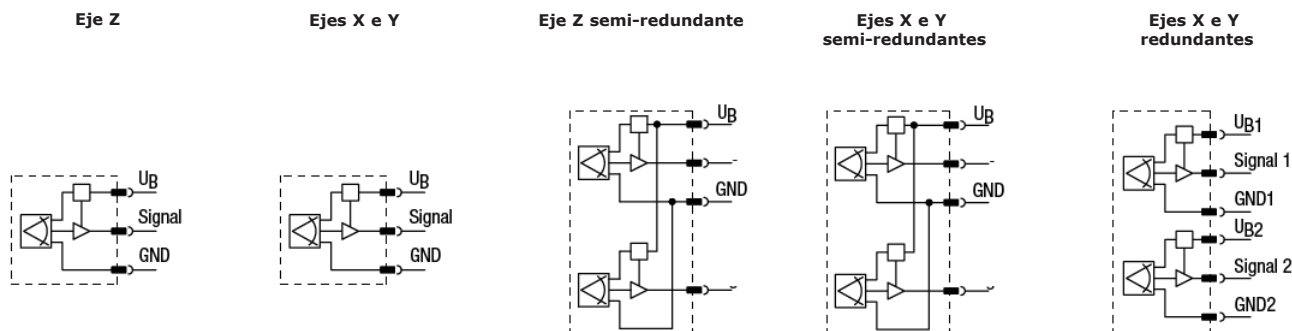 Eje Z
Ejes X e Y
Eje Z semi-redundante
Ejes X e Y
semi-redundantes
Ejes X e Y
redundantes
UB
Signal
GND
UB
Signal
GND
UB
GND
UB
GND
UB1
Signal 1
GND1
UB2
Signal 2
GND2